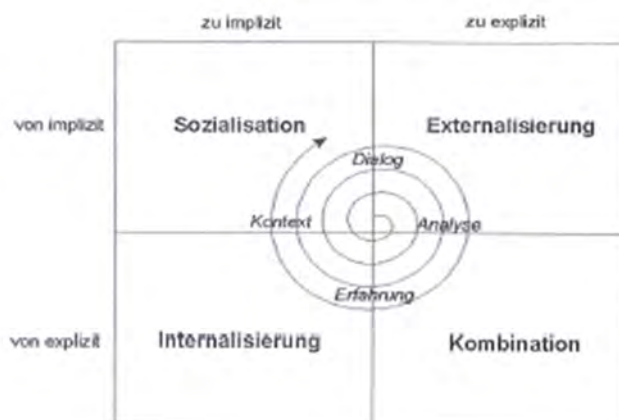 zu implizit zu explizit
von implizit Sozialisation Externalisierung
Dialog
Kontext Analyse
Erfahrung
von explizit Internalisierung Kombination